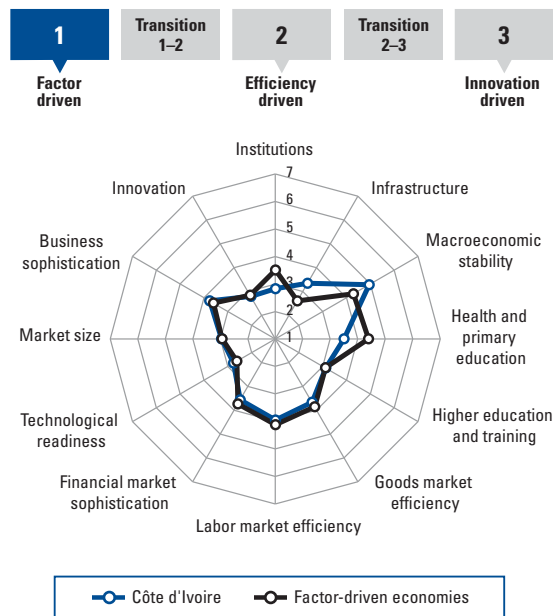 1
Transition
1–2
2
Transition
2–3
3
Factor
driven
Efficiency
driven
Innovation
driven
Institutions
7
Innovation
6
Infrastructure
5
Business
sophistication
Macroeconomic
stability
4
3
2
Market size
1
Health and
primary
education
Technological
readiness
Higher education
and training
Financial market
sophistication
Goods market
efficiency
Labor market efficiency
Côte d'Ivoire
Factor-driven economies